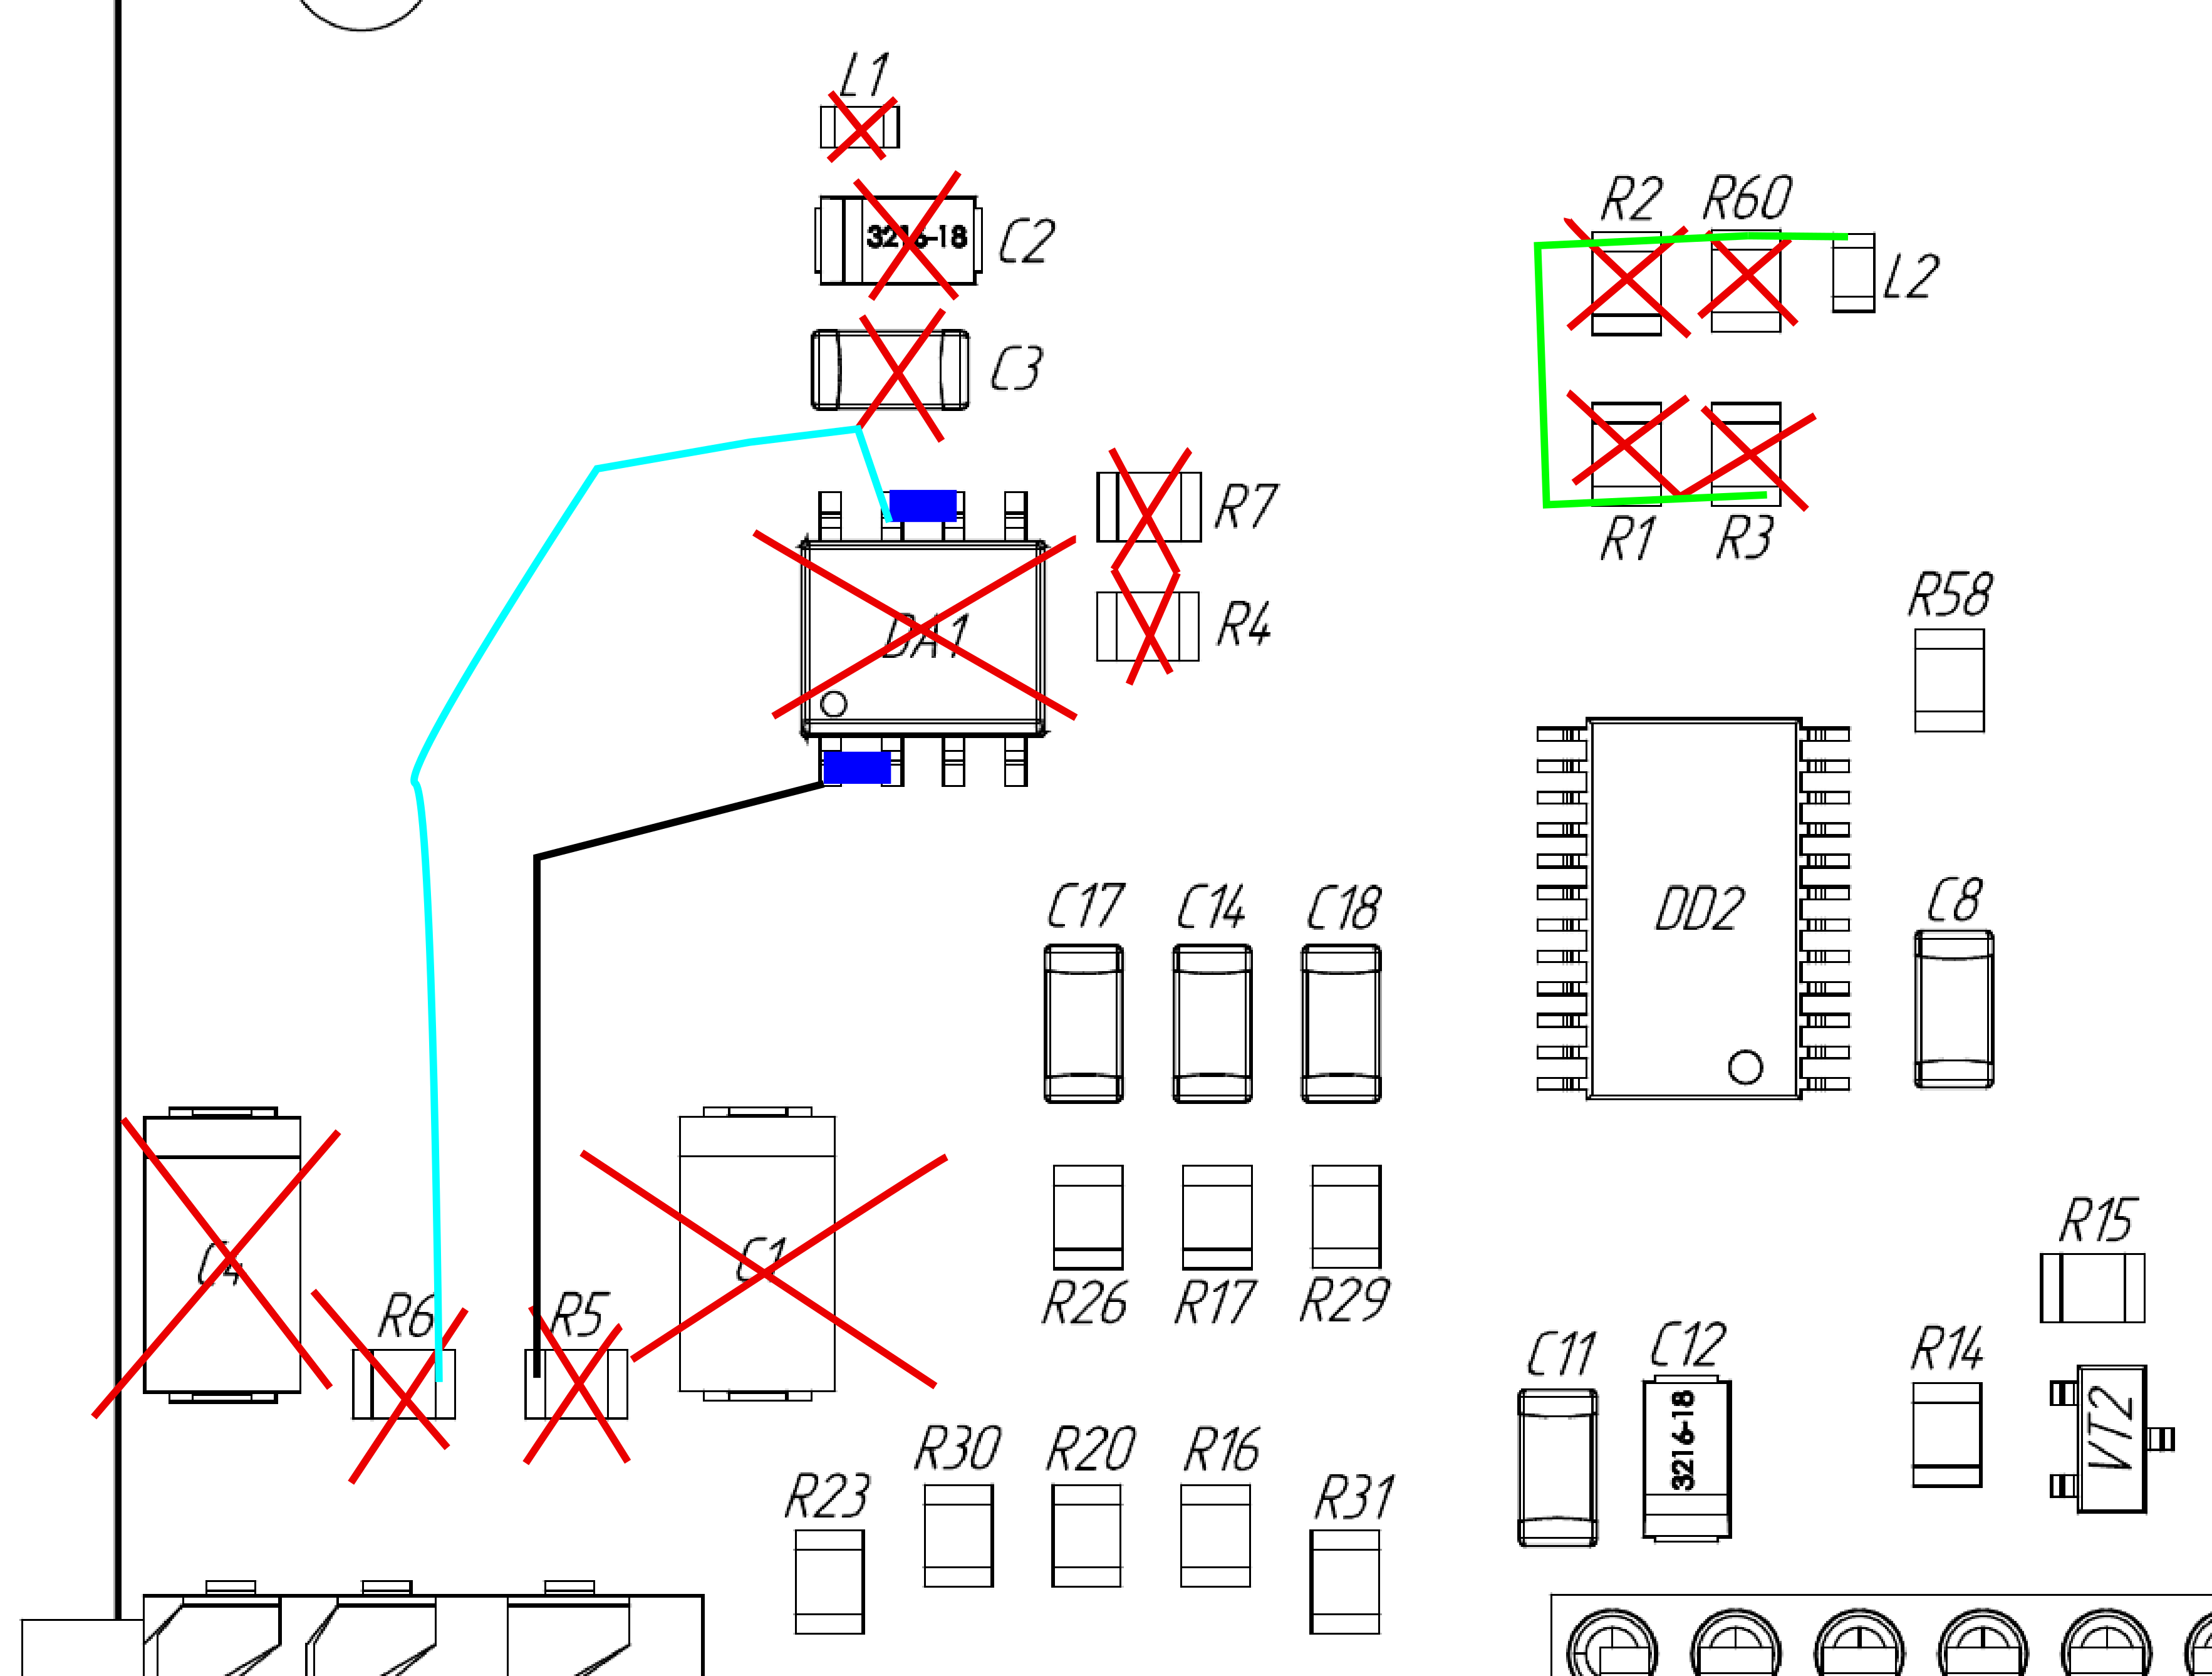 L1
3216-18 C2
C3
R2 R60
L2
R7
R1 R3
R4
DA1
R58
C17 C14 C18
DD2
C8
C4
C1
R15
R6 R5
R26 R17 R29
C11 C12
3216-18
R14
VT2
R30 R20 R16
R23 R31